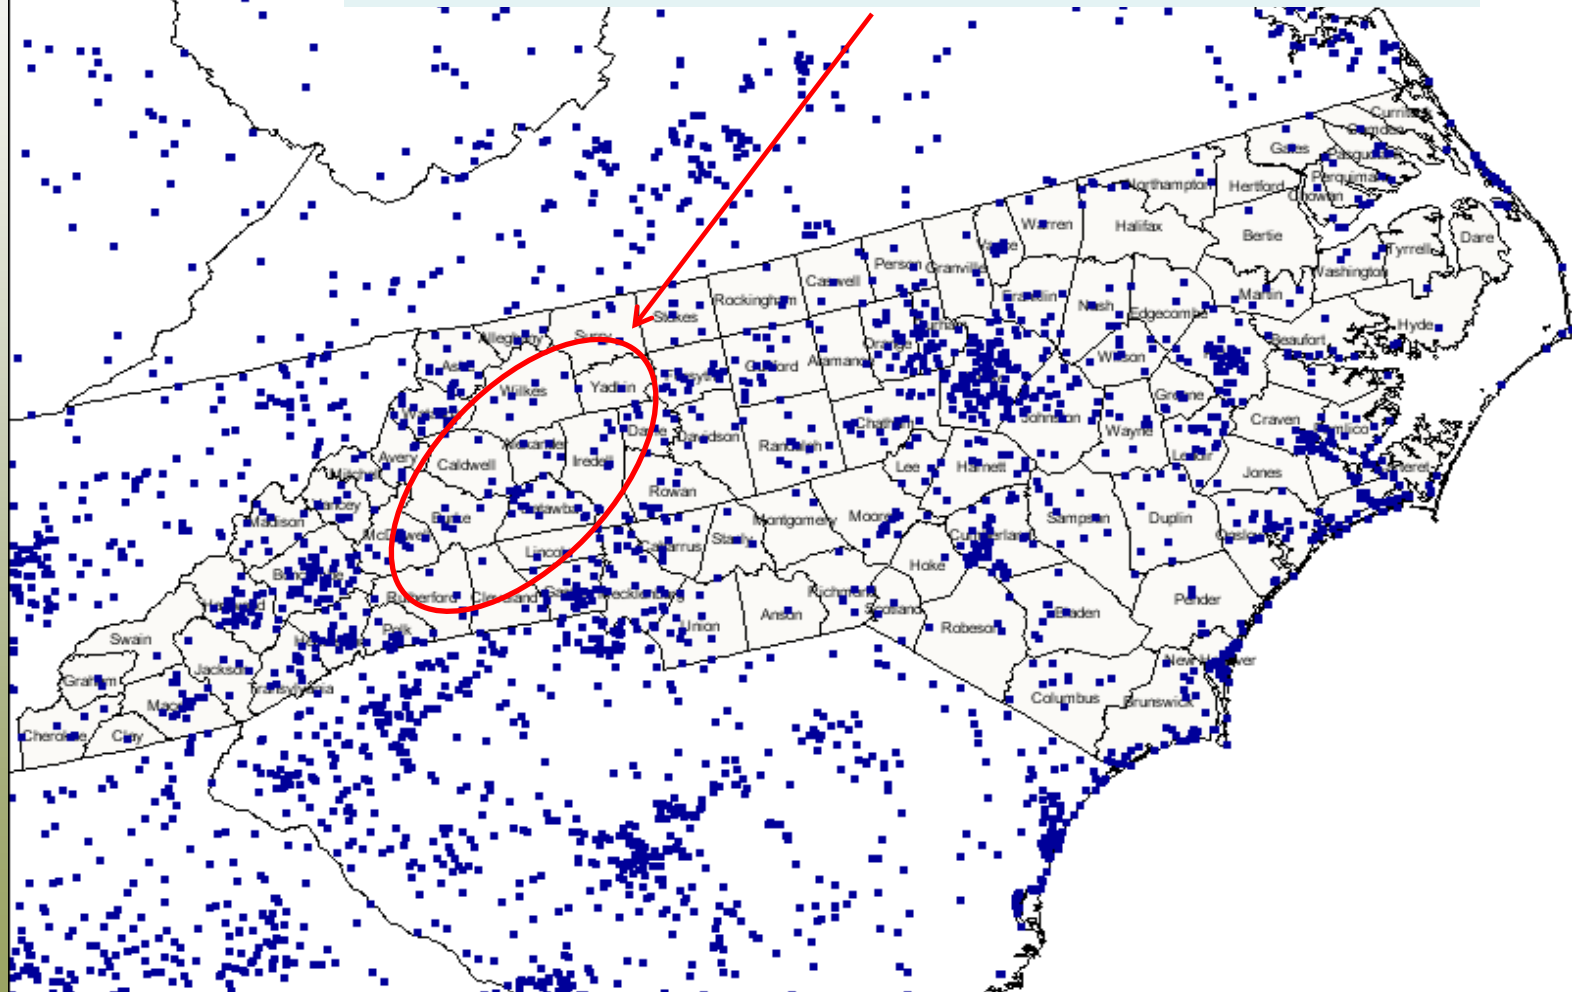 Currituck
Camden
Gates
Pasquotank
Perquimans
Northampton
Hertford
Chowan
Warren
Halifax
Bertie
Dare
Vance
Tyrrell
Person
Granville
Washington
Caswell
Martin
Rockingham
Franklin
Nash
Edgecombe
Stokes
Hyde
Surry
Alleghany
Durham
Orange
Beaufort
Ashe
Guilford
Alamance
Wilson
Wilkes
Yadkin
Forsyth
Greene
Watauga
Johnston
Craven
Chatham
Davie
Davidson
Wayne
Pamlico
Alexander
Randolph
Avery
Caldwell
Iredell
Lee
Harnett
Lenoir
Jones
Carteret
Mitchell
Rowan
Yancey
Madison
Burke
Catawba
Montgomery
Moore
Sampson
Duplin
McDowell
Cabarrus
Stanly
Cumberland
Onslow
Lincoln
Hoke
Buncombe
Haywood
Rutherford
Cleveland
Gaston
Mecklenburg
Richmond
Scotland
Bladen
Pender
Swain
Henderson
Polk
Union
Anson
Robeson
Graham
Jackson
New Hanover
Macon
Transylvania
Columbus
Brunswick
Cherokee
Clay